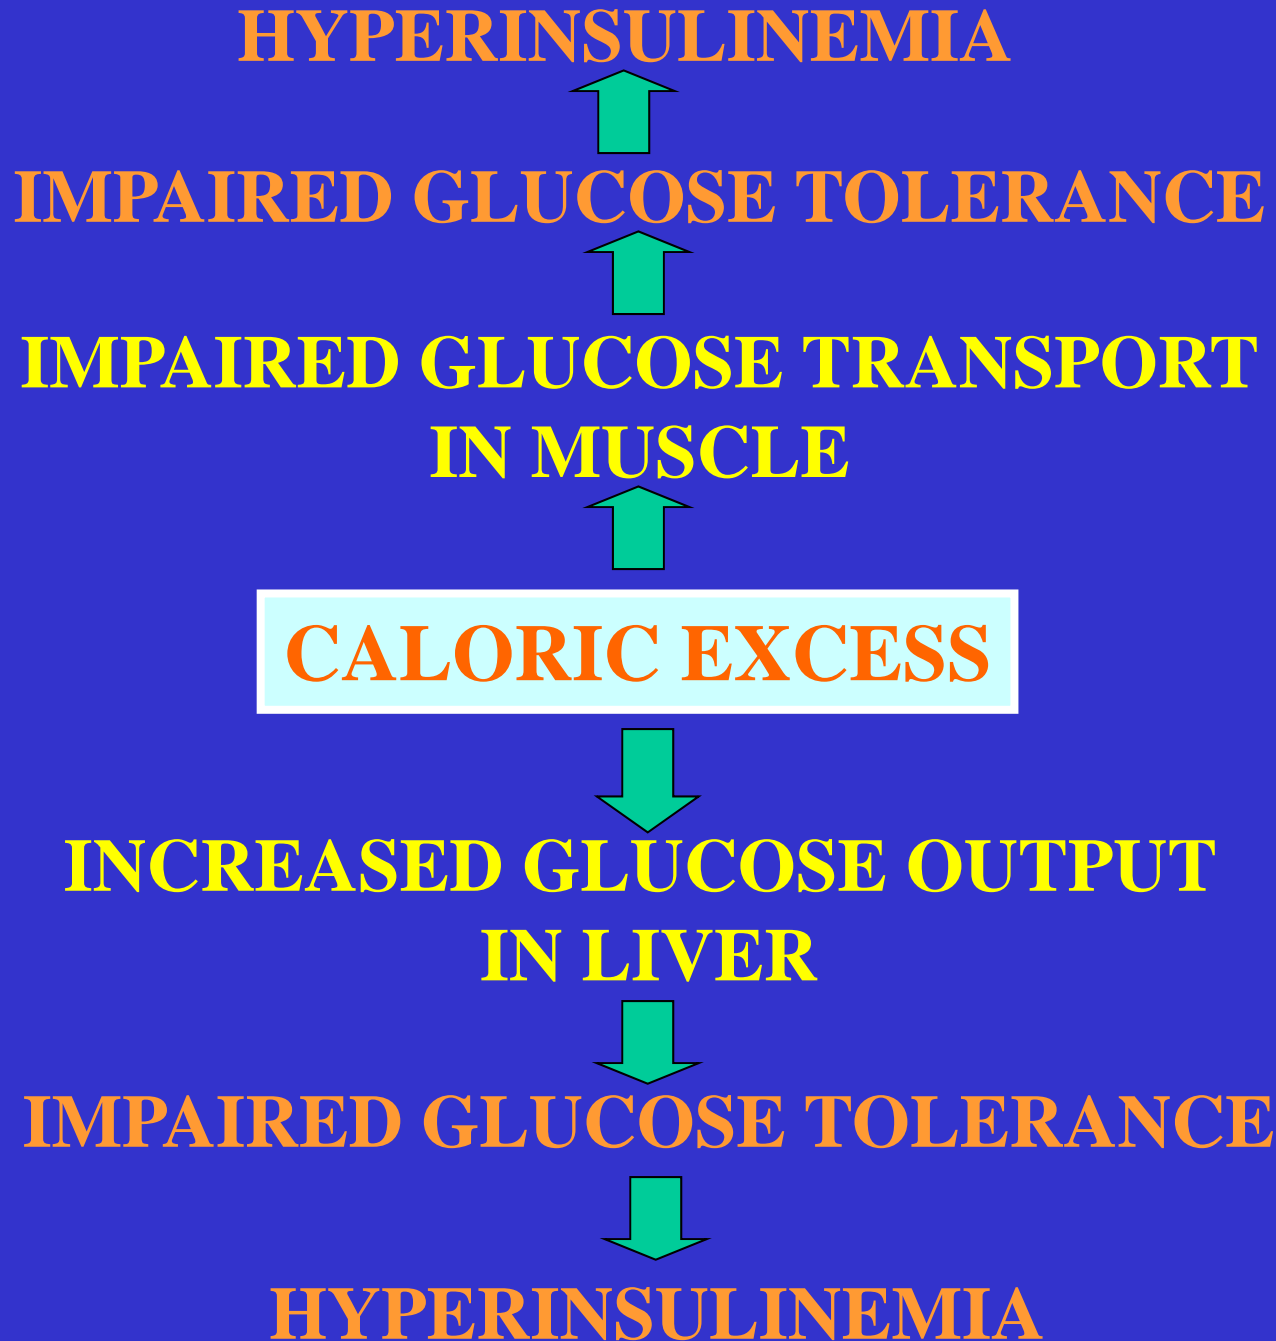 HYPERINSULINEMIA
IMPAIRED GLUCOSE TOLERANCE
IMPAIRED GLUCOSE TRANSPORT
IN MUSCLE
CALORIC EXCESS
INCREASED GLUCOSE OUTPUT
IN LIVER
IMPAIRED GLUCOSE TOLERANCE
HYPERINSULINEMIA